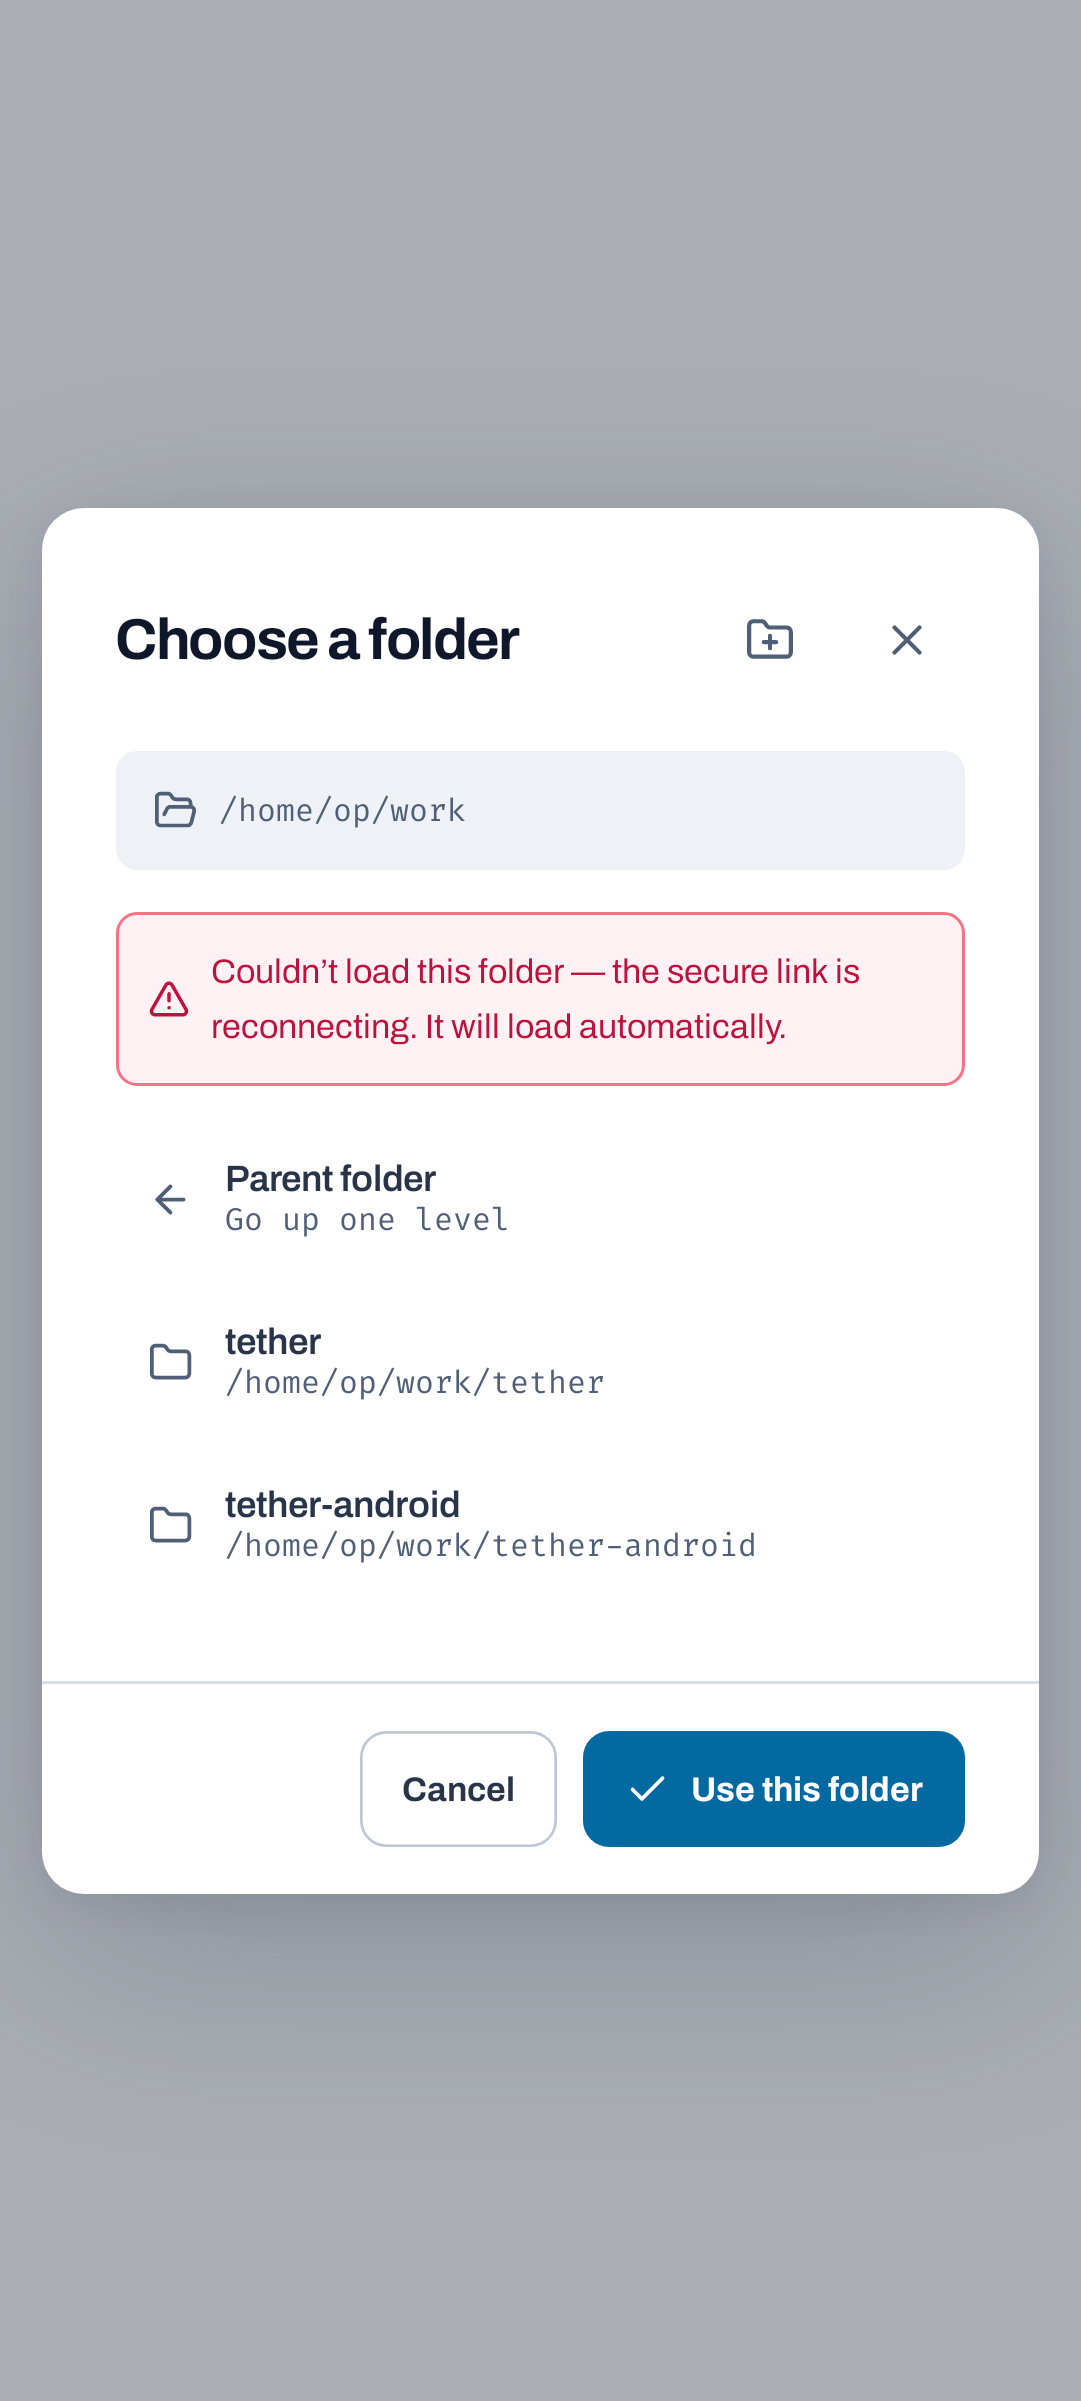 Choose a folder
/home/op/work
Couldn’t load this folder — the secure link is
reconnecting. It will load automatically.
Parent folder
Go up one level
tether
/home/op/work/tether
tether-android
/home/op/work/tether-android
Cancel
Use this folder